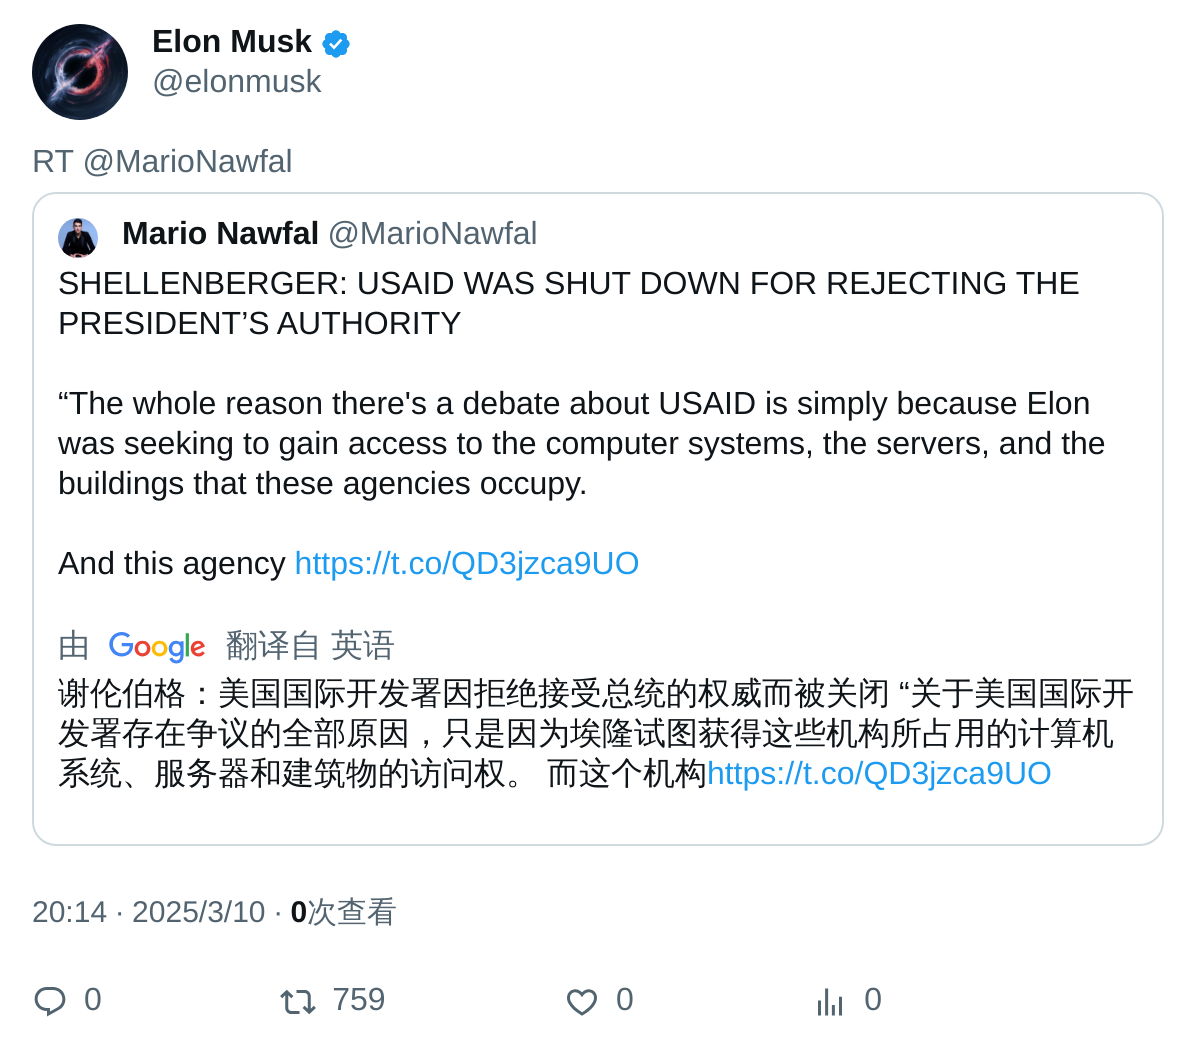 Elon Musk
@elonmusk
RT @MarioNawfal
Mario Nawfal @MarioNawfal
SHELLENBERGER: USAID WAS SHUT DOWN FOR REJECTING THE
PRESIDENT’S AUTHORITY
“The whole reason there's a debate about USAID is simply because Elon
was seeking to gain access to the computer systems, the servers, and the
buildings that these agencies occupy.
And this agency https://t.co/QD3jzca9UO
由 Google 翻译自 英语
谢伦伯格：美国国际开发署因拒绝接受总统的权威而被关闭 “关于美国国际开
发署存在争议的全部原因，只是因为埃隆试图获得这些机构所占用的计算机
系统、服务器和建筑物的访问权。 而这个机构https://t.co/QD3jzca9UO
20:14 · 2025/3/10 · 0次查看
0 759 0 0